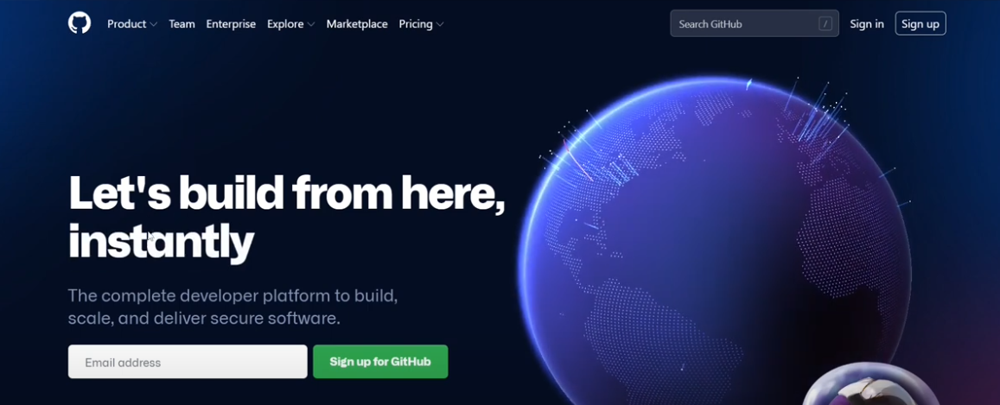 Product Team Enterprise Explore Marketplace Pricing Search GitHub / Sign in Sign up
Let's build from here,
instantly
The complete developer platform to build,
scale, and deliver secure software.
Email address Sign up for GitHub